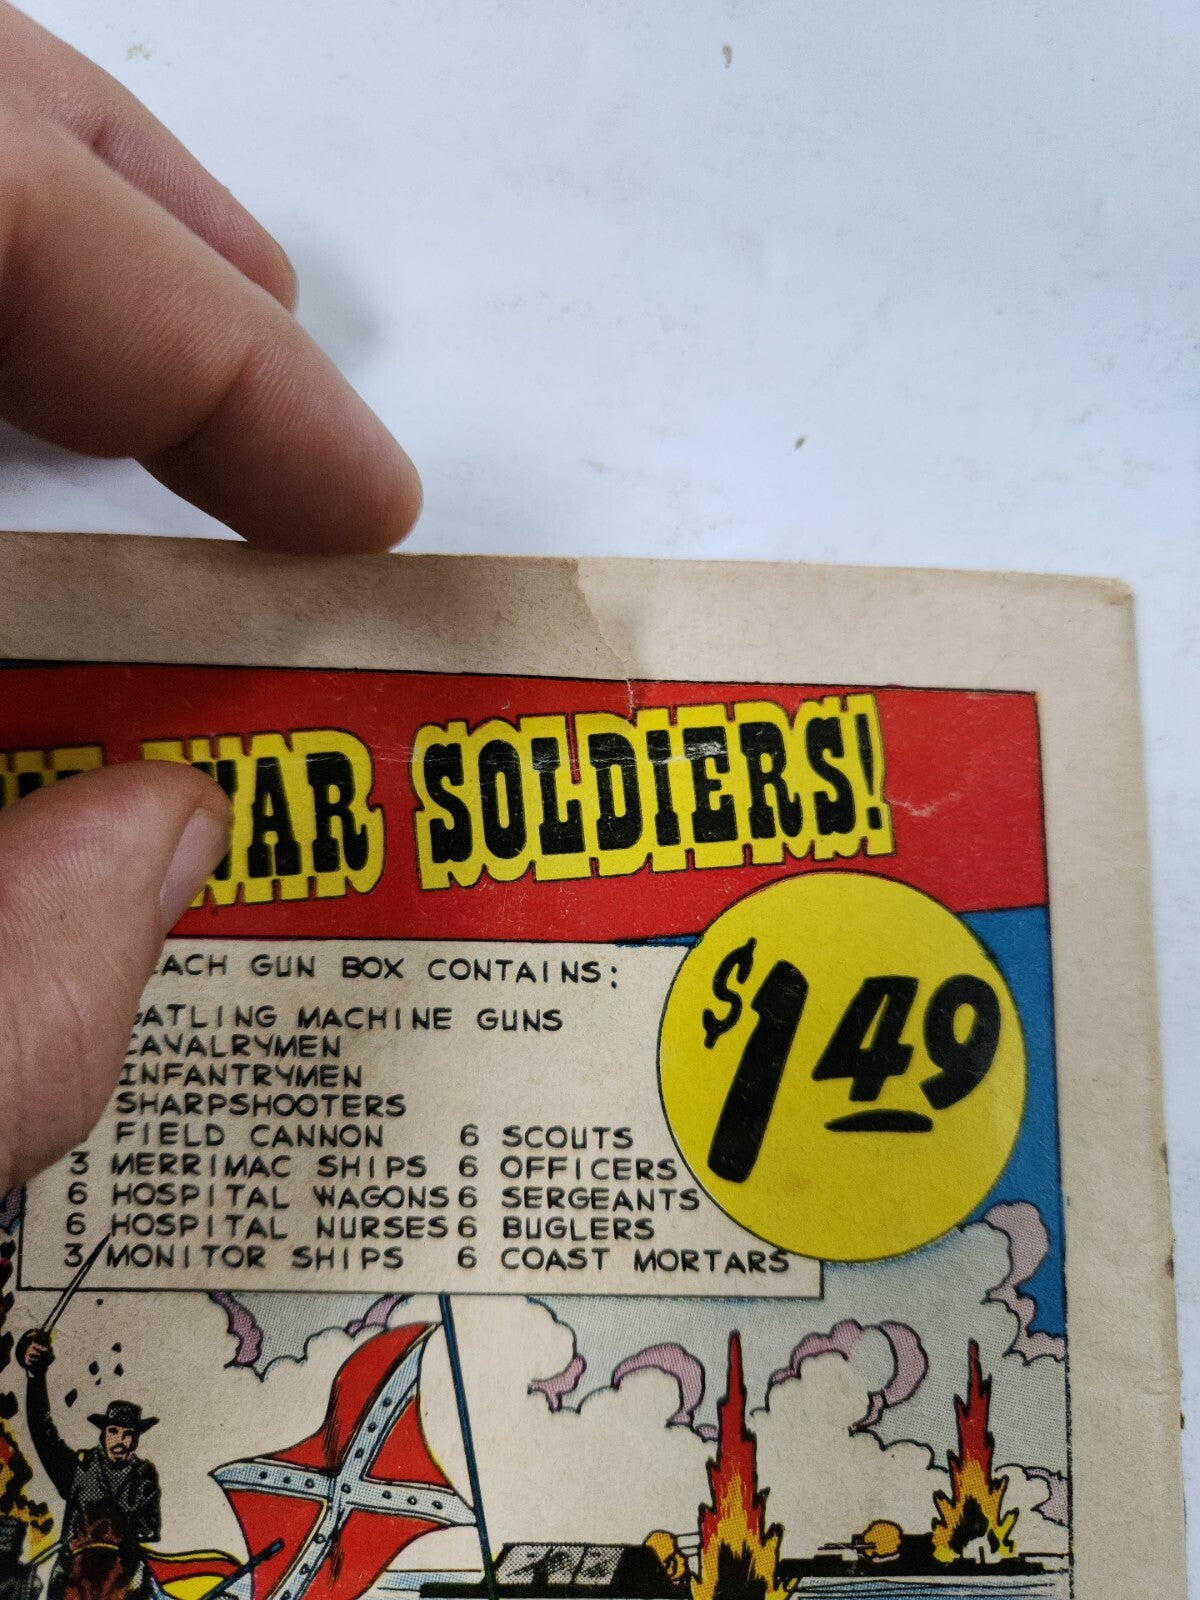 WAR SOLDIERS!
$1.49
EACH GUN BOX CONTAINS:
GATLING MACHINE GUNS
CAVALRYMEN
INFANTRYMEN
SHARPSHOOTERS
FIELD CANNON 6 SCOUTS
3 MERRIMAC SHIPS 6 OFFICERS
6 HOSPITAL WAGONS 6 SERGEANTS
6 HOSPITAL NURSES 6 BUGLERS
3 MONITOR SHIPS 6 COAST MORTARS